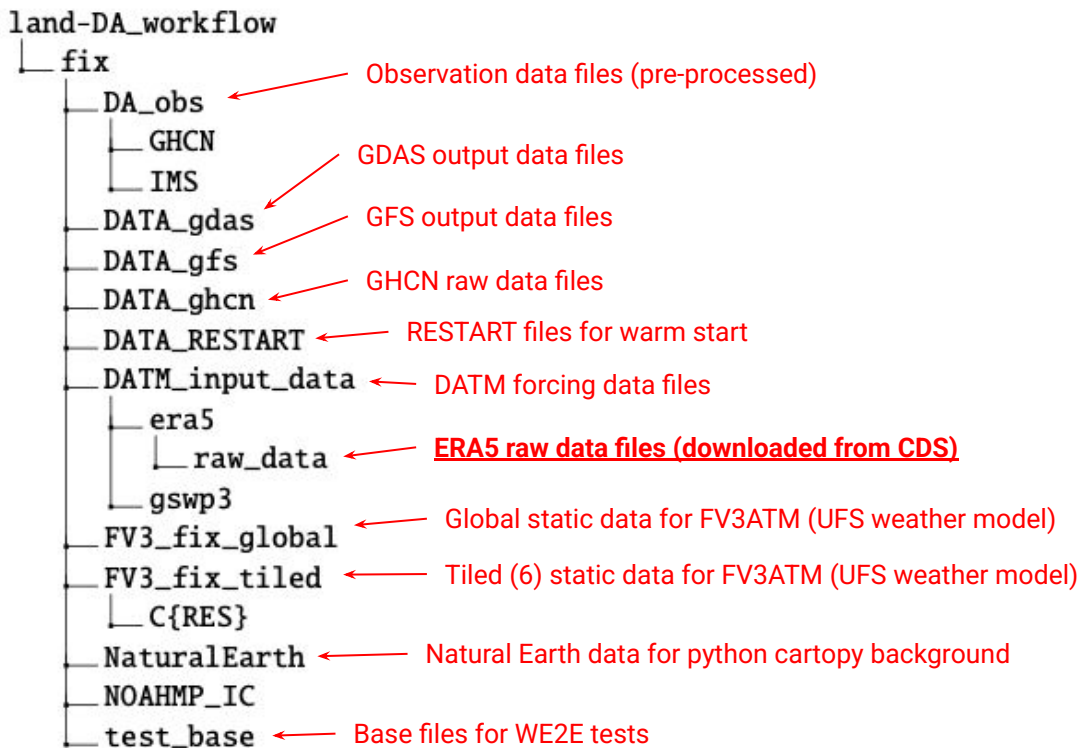 land-DA_workflow
fix
Observation data files (pre-processed)
DA_obs
GHCN
GDAS output data files
IMS
DATA_gdas
GFS output data files
DATA_gfs
GHCN raw data files
DATA_ghcn
DATA_RESTART
RESTART files for warm start
DATM_input_data
DATM forcing data files
era5
raw_data
ERA5 raw data files (downloaded from CDS)
gswp3
Global static data for FV3ATM (UFS weather model)
FV3_fix_global
FV3_fix_tiled
Tiled (6) static data for FV3ATM (UFS weather model)
C{RES}
NaturalEarth
Natural Earth data for python cartopy background
NOAHMP_IC
test_base
Base files for WE2E tests